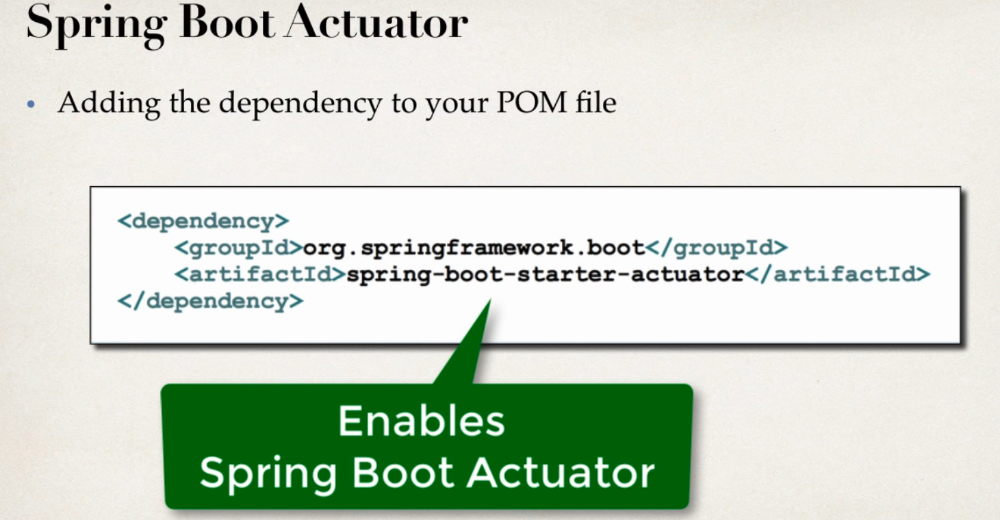 Spring Boot Actuator
• Adding the dependency to your POM file
<dependency>
    <groupId>org.springframework.boot</groupId>
    <artifactId>spring-boot-starter-actuator</artifactId>
</dependency>
Enables
Spring Boot Actuator